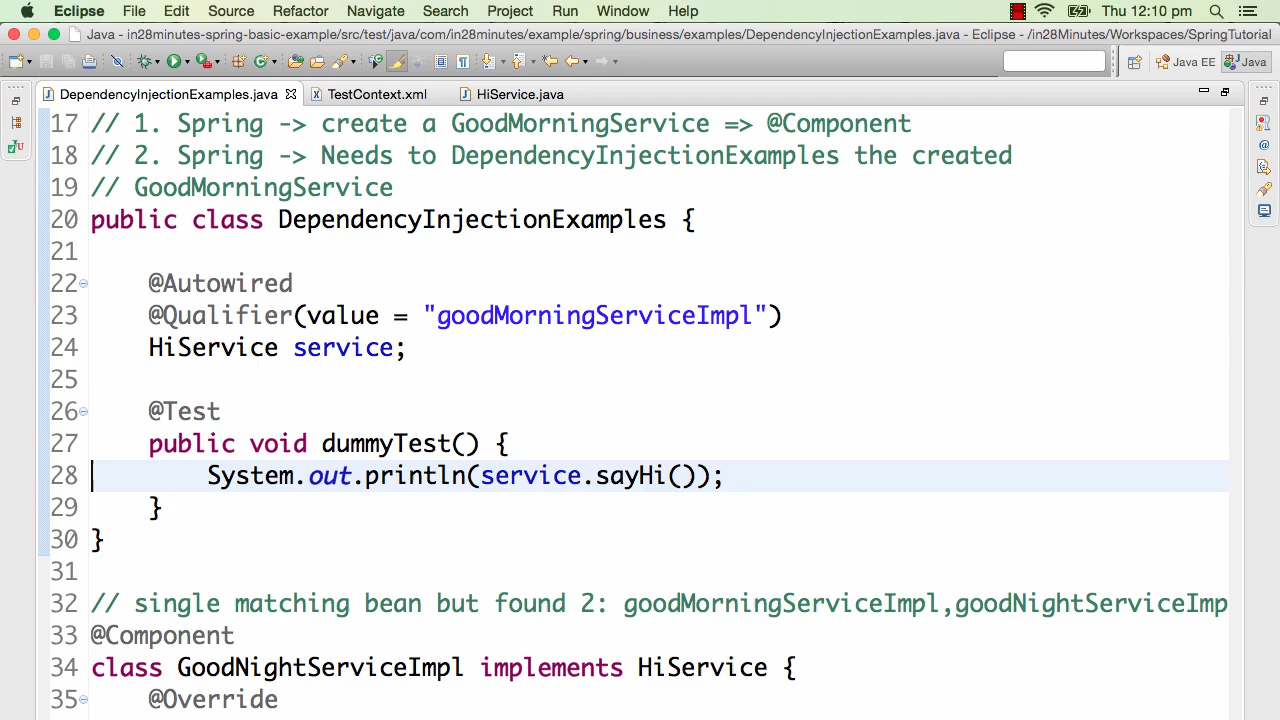 Eclipse File Edit Source Refactor Navigate Search Project Run Window Help Thu 12:10 pm
Java - in28minutes-spring-basic-example/src/test/java/com/in28minutes/example/spring/business/example/DependencyInjectionExamples.java - Eclipse - /in28Minutes/Workspaces/SpringTutorial
Java EE Java
DependencyInjectionExamples.java TestContext.xml HiService.java
17 // 1. Spring -> create a GoodMorningService => @Component
18 // 2. Spring -> Needs to DependencyInjectionExamples the created
19 // GoodMorningService
20 public class DependencyInjectionExamples {
21
22 @Autowired
23 @Qualifier(value = "goodMorningServiceImpl")
24 HiService service;
25
26 @Test
27 public void dummyTest() {
28 System.out.println(service.sayHi());
29 }
30 }
31
32 // single matching bean but found 2: goodMorningServiceImpl,goodNightServiceImp
33 @Component
34 class GoodNightServiceImpl implements HiService {
35 @Override